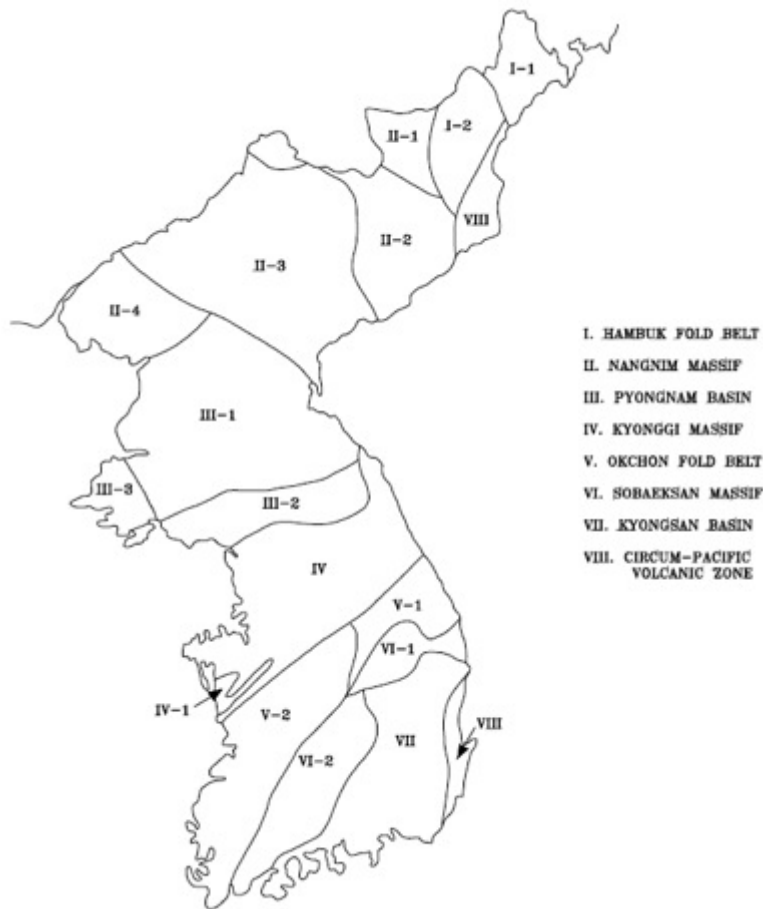 I-1
I-2
II-1
VIII
II-2
II-3
II-4
III-1
III-3
III-2
IV
V-1
VI-1
IV-1
V-2
VIII
VII
VI-2
I. HAMBUK FOLD BELT
II. NANGNIM MASSIF
III. PYONGNAM BASIN
IV. KYONGGI MASSIF
V. OKCHON FOLD BELT
VI. SOBAEKSAN MASSIF
VII. KYONGSAN BASIN
VIII. CIRCUM-PACIFIC
VOLCANIC ZONE